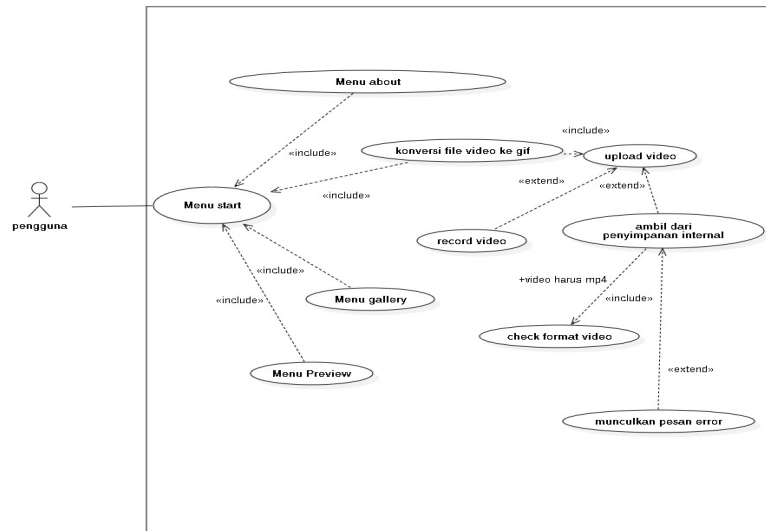 Menu about
«include»
konversi file video ke gif
upload video
«include»
«extend»
«extend»
«include»
Menu start
pengguna
ambil dari
penyimpanan internal
record video
«include»
+video harus mp4
«include»
Menu gallery
«include»
check format video
Menu Preview
«extend»
munculkan pesan error